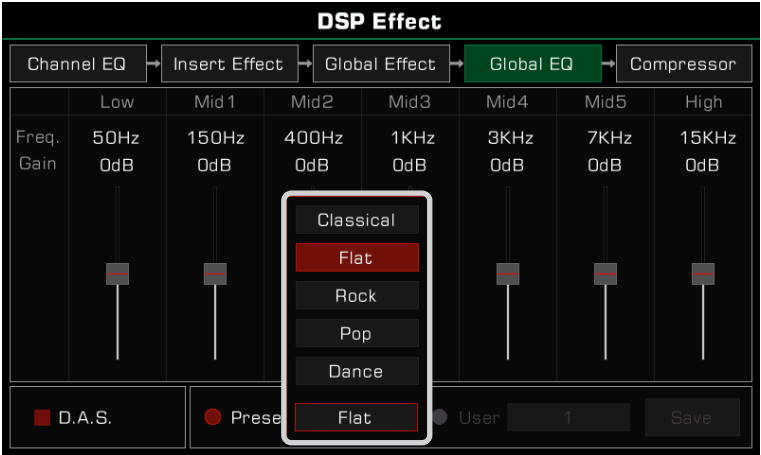 DSP Effect
Channel EQ Insert Effect Global Effect Global EQ Compressor
Low Mid1 Mid2 Mid3 Mid4 Mid5 High
Freq. 50Hz 150Hz 400Hz 1KHz 3KHz 7KHz 15KHz
Gain 0dB 0dB 0dB 0dB 0dB 0dB 0dB
Classical
Flat
Rock
Pop
Dance
D.A.S. Prese Flat User 1 Save